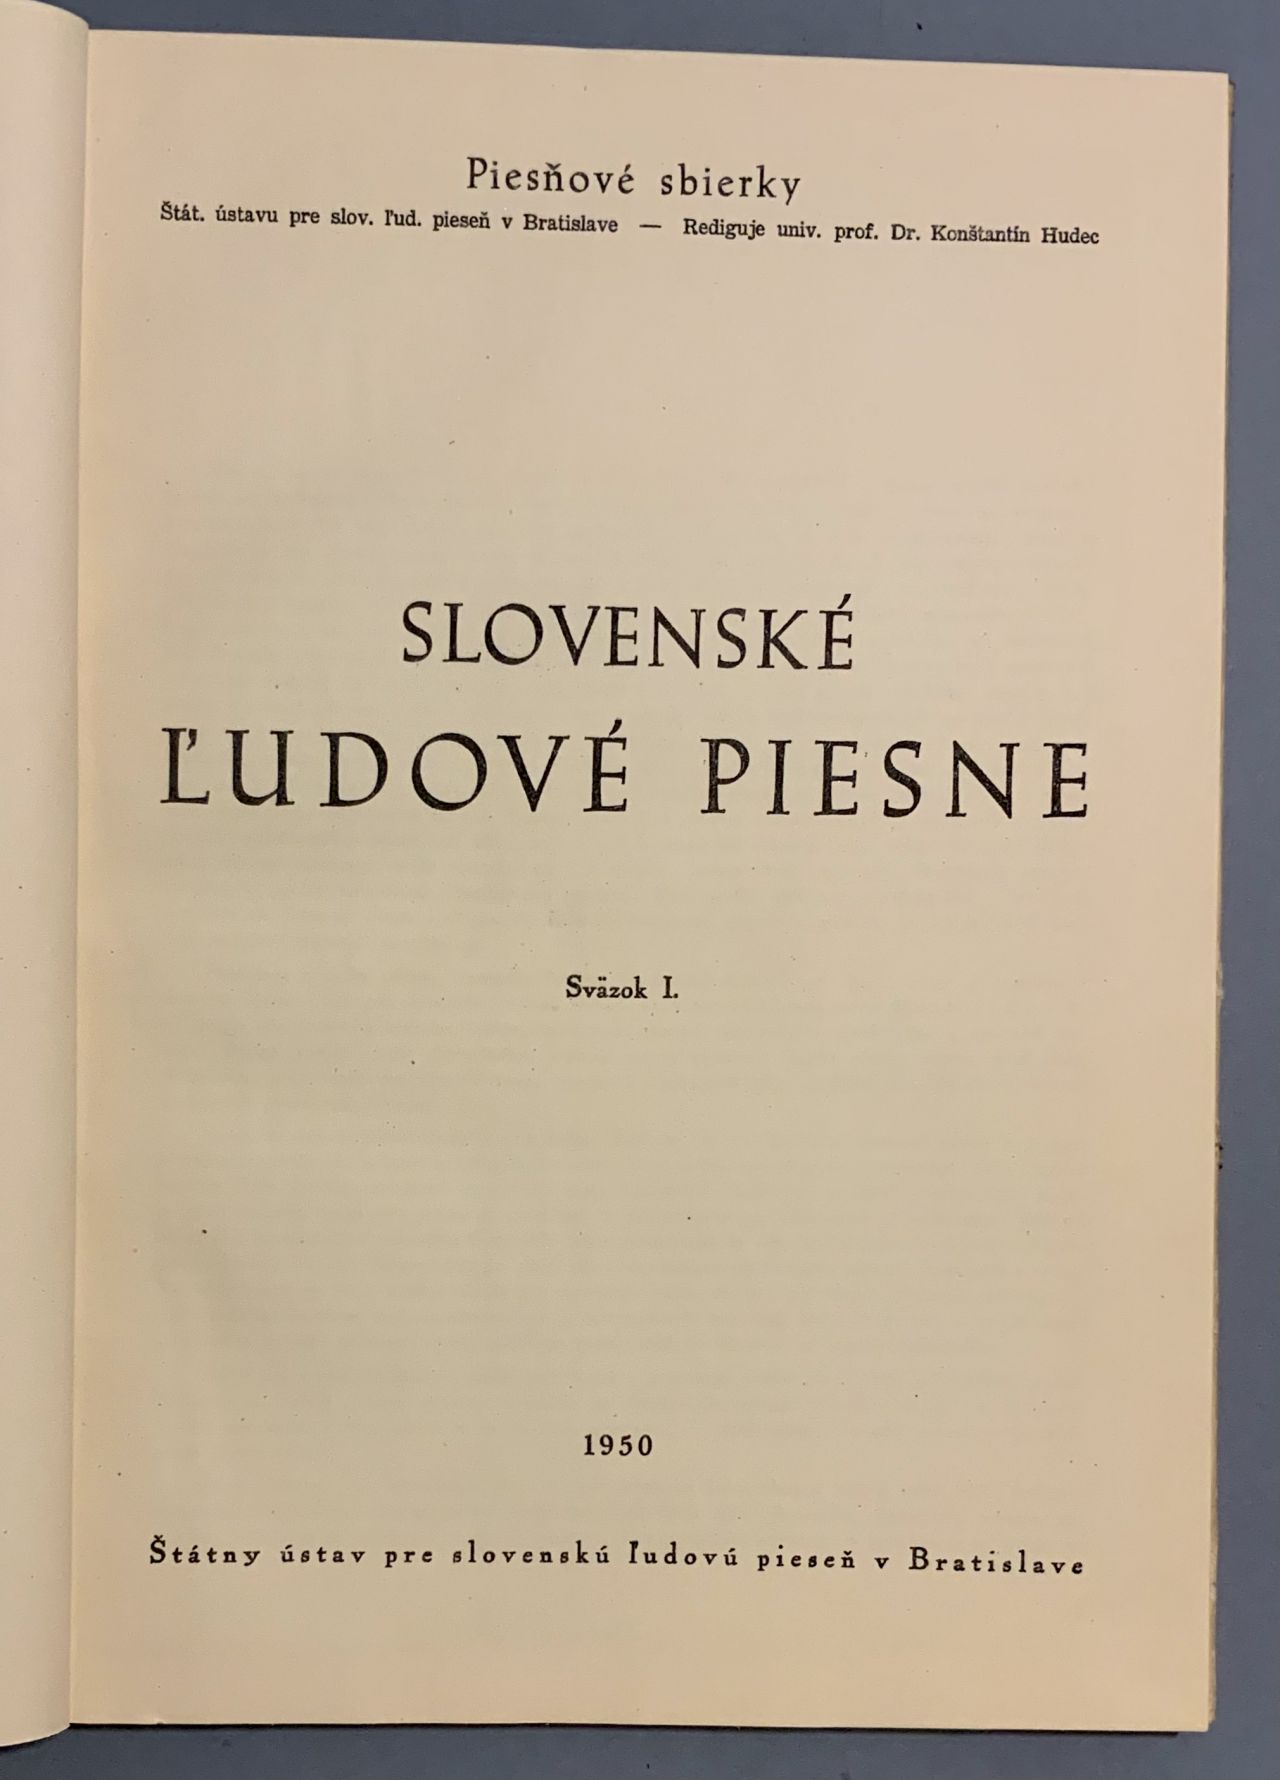 Piesňové sbierky
Štát. ústavu pre slov. ľud. pieseň v Bratislave — Rediguje univ. prof. Dr. Konštantín Hudec
SLOVENSKÉ
ĽUDOVÉ PIESNE
Sväzok I.
1950
Štátny ústav pre slovenskú ľudovú pieseň v Bratislave